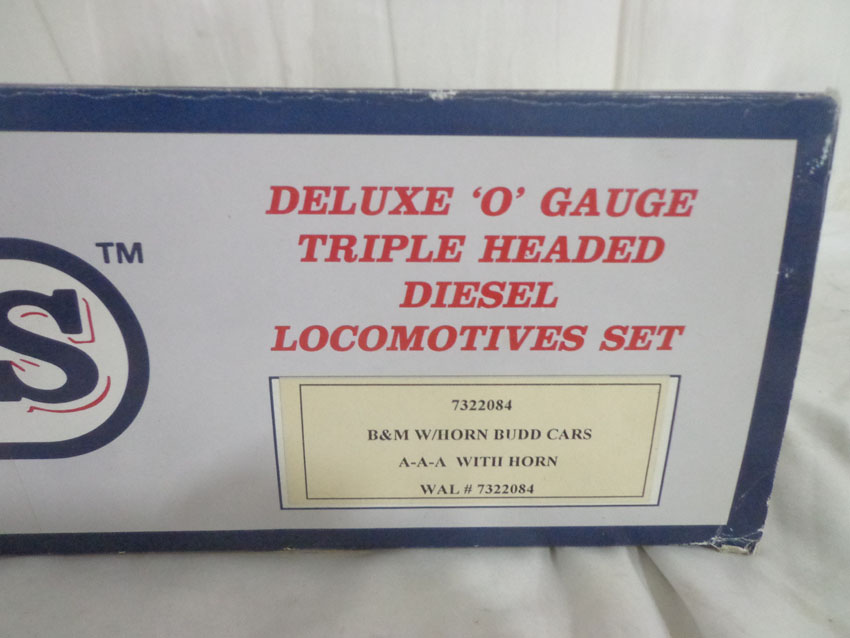 TM
S
DELUXE 'O' GAUGE
TRIPLE HEADED
DIESEL
LOCOMOTIVES SET
7322084
B&M W/HORN BUDD CARS
A-A-A WITH HORN
WAL # 7322084